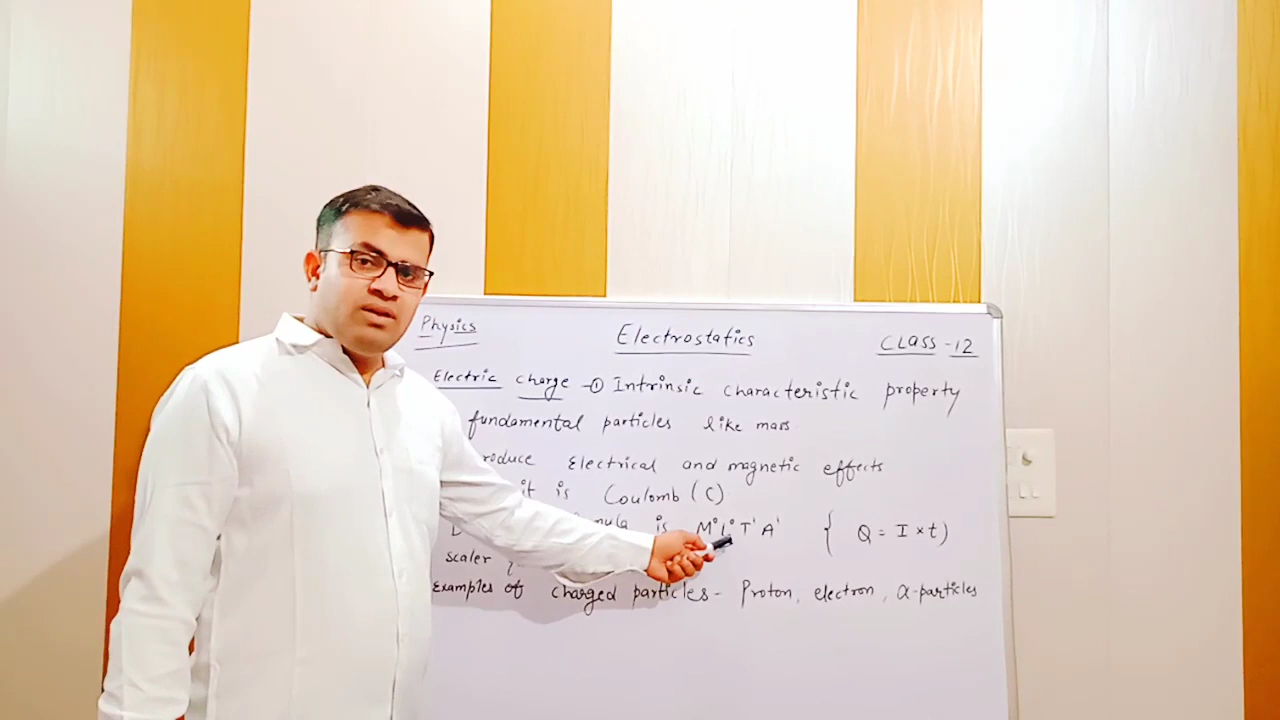 Physics Electrostatics CLASS-12
Electric charge → ① Intrinsic characteristic property
fundamental particles like mass
roduce Electrical and magnetic effects
it is Coulomb (C)
mula is M⁰L⁰T¹A¹ { Q = I × t)
scaler
Examples of charged particles - Proton, electron, α-particles